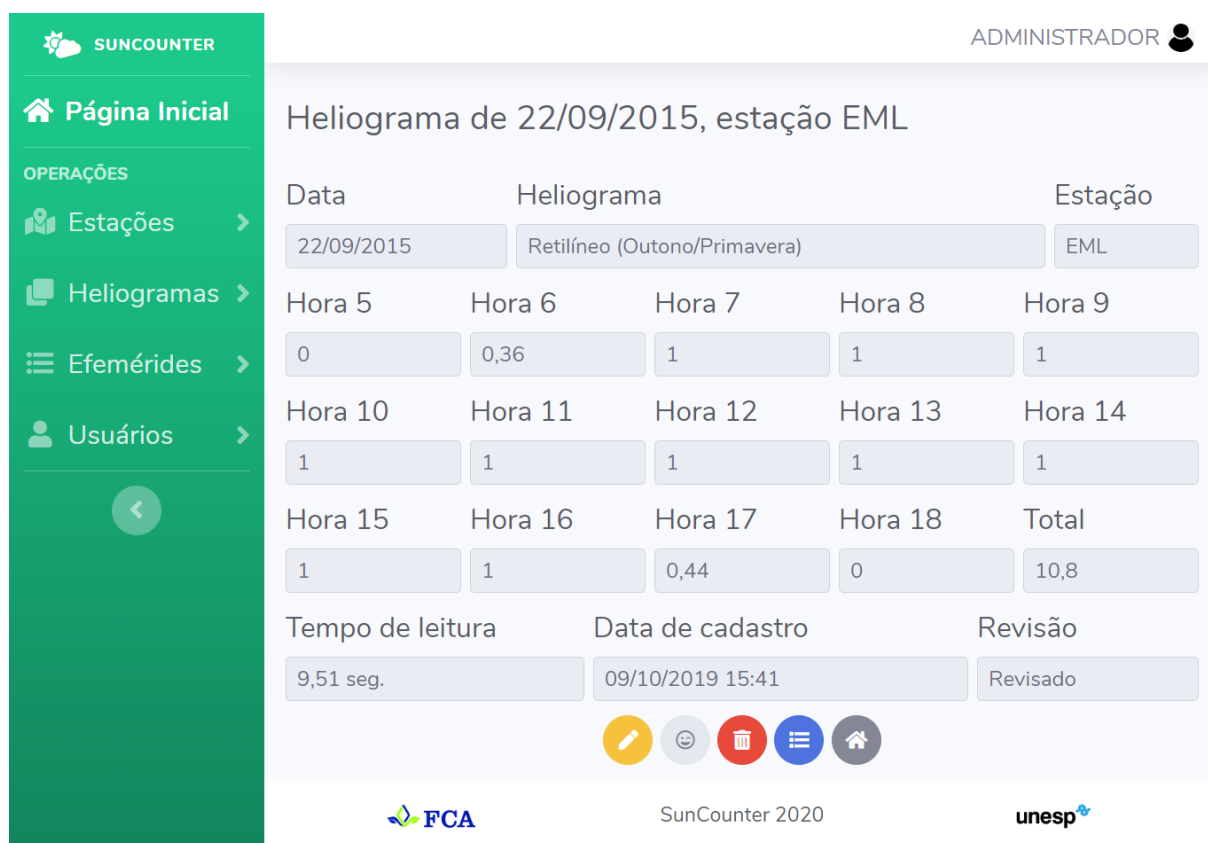 SUNCOUNTER
ADMINISTRADOR
Página Inicial
OPERAÇÕES
Estações
Heliogramas
Efemérides
Usuários
Heliograma de 22/09/2015, estação EML
Data Heliograma Estação
22/09/2015 Retilíneo (Outono/Primavera) EML
Hora 5 Hora 6 Hora 7 Hora 8 Hora 9
0 0,36 1 1 1
Hora 10 Hora 11 Hora 12 Hora 13 Hora 14
1 1 1 1 1
Hora 15 Hora 16 Hora 17 Hora 18 Total
1 1 0,44 0 10,8
Tempo de leitura Data de cadastro Revisão
9,51 seg. 09/10/2019 15:41 Revisado
FCA SunCounter 2020 unesp